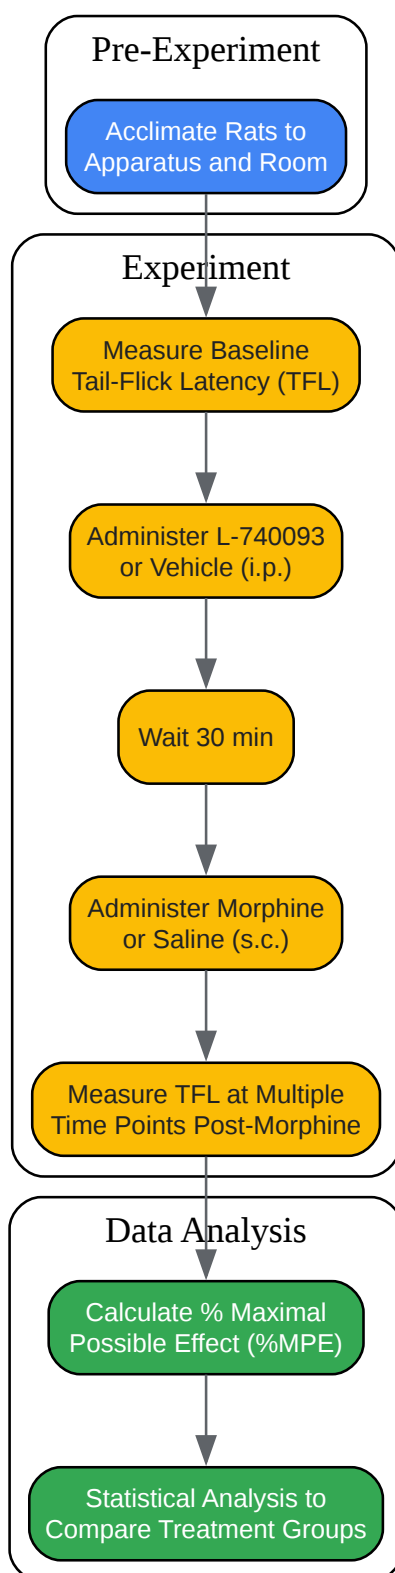 Pre-Experiment
Acclimate Rats to
Apparatus and Room
Experiment
Measure Baseline
Tail-Flick Latency (TFL)
Administer L-740093
or Vehicle (i.p.)
Wait 30 min
Administer Morphine
or Saline (s.c.)
Measure TFL at Multiple
Time Points Post-Morphine
Data Analysis
Calculate % Maximal
Possible Effect (%MPE)
Statistical Analysis to
Compare Treatment Groups